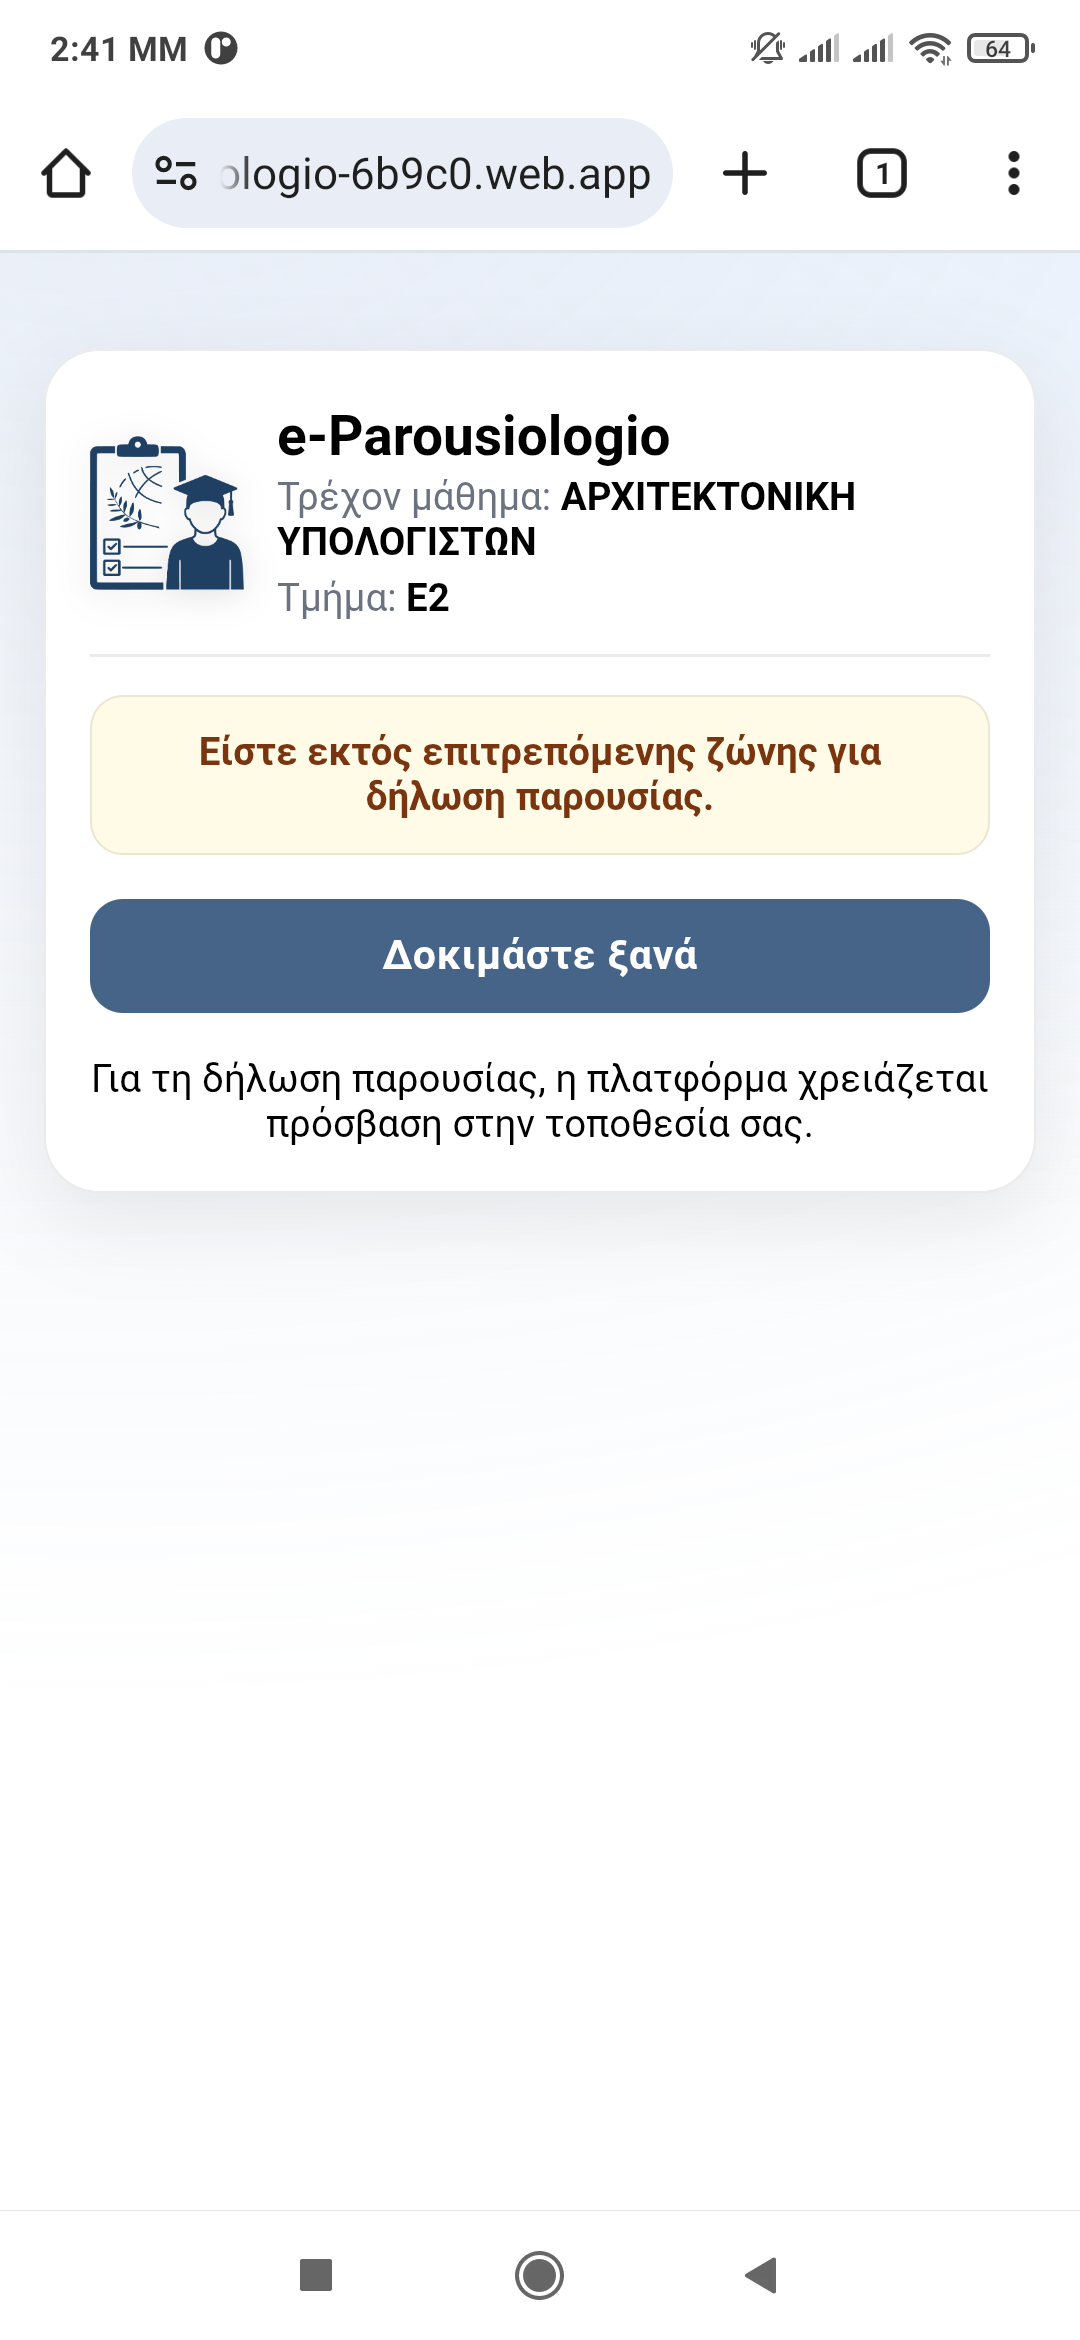 2:41 ΜΜ
64
ologio-6b9c0.web.app
1
e-Parousiologio
Τρέχον μάθημα: ΑΡΧΙΤΕΚΤΟΝΙΚΗ
ΥΠΟΛΟΓΙΣΤΩΝ
Τμήμα: Ε2
Είστε εκτός επιτρεπόμενης ζώνης για
δήλωση παρουσίας.
Δοκιμάστε ξανά
Για τη δήλωση παρουσίας, η πλατφόρμα χρειάζεται
πρόσβαση στην τοποθεσία σας.